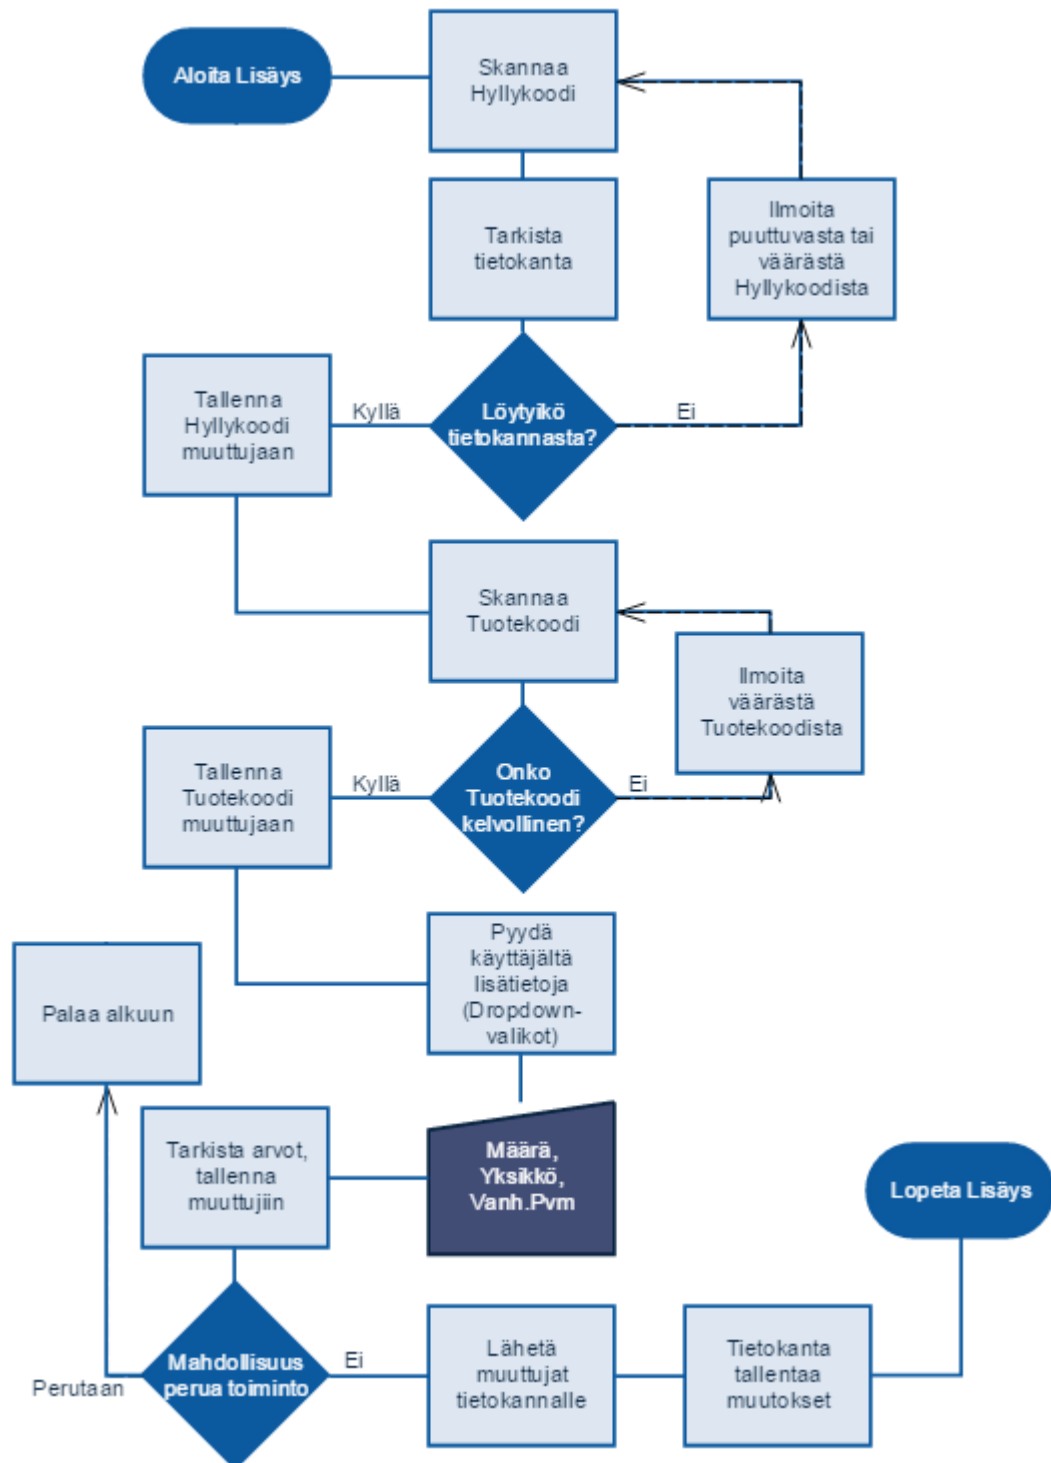 Aloita Lisäys
Skannaa
Hyllykoodi
Tarkista
tietokanta
Ilmoita
puuttuvasta tai
väärästä
Hyllykoodista
Tallenna
Hyllykoodi
muuttujaan
Kyllä
Löytyikö
tietokannasta?
Ei
Skannaa
Tuotekoodi
Ilmoita
väärästä
Tuotekoodista
Tallenna
Tuotekoodi
muuttujaan
Kyllä
Onko
Tuotekoodi
kelvollinen?
Ei
Pyydä
käyttäjältä
lisätietoja
(Dropdown-
valikot)
Palaa alkuun
Tarkista arvot,
tallenna
muuttujiin
Määrä,
Yksikkö,
Vanh.Pvm
Lopeta Lisäys
Perutaan
Mahdollisuus
perua toiminto
Ei
Lähetä
muuttujat
tietokannalle
Tietokanta
tallentaa
muutokset